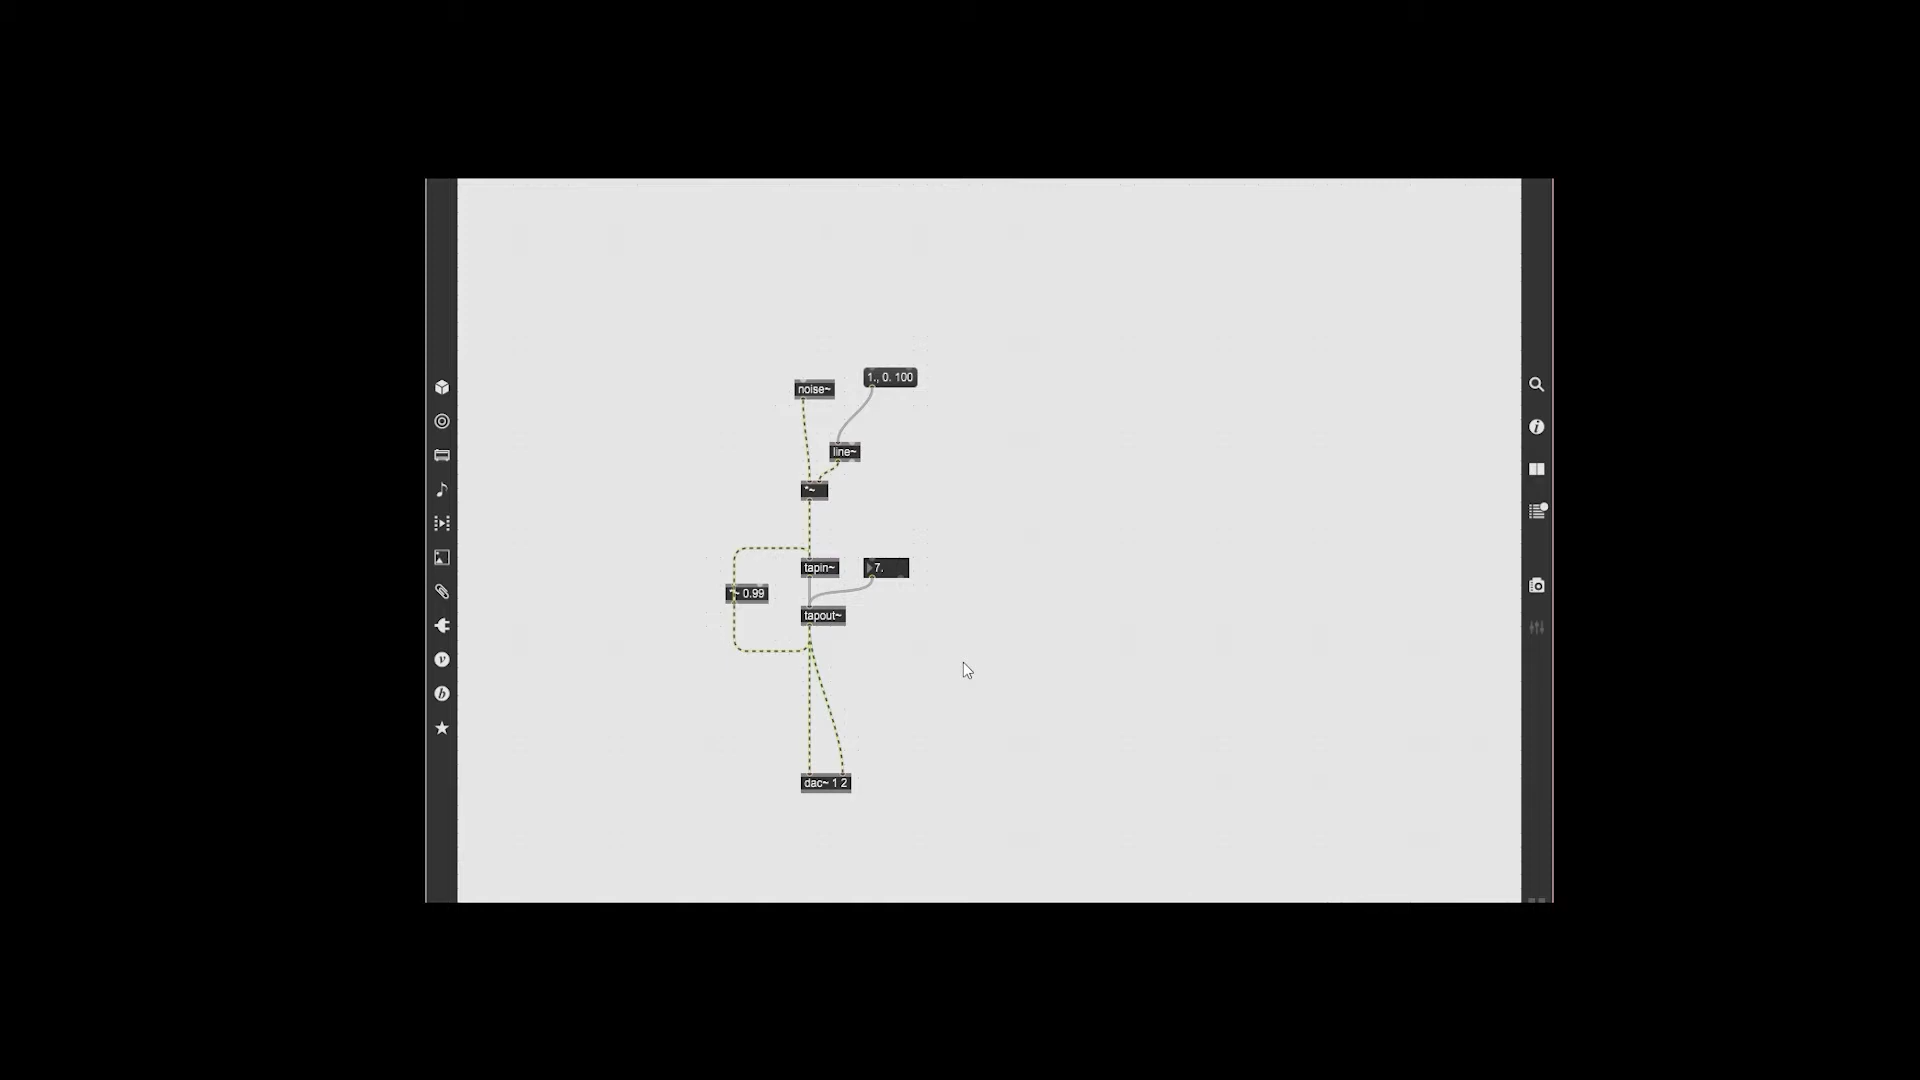 1., 0. 100
noise~
line~
*~
tapin~
7.
*~ 0.99
tapout~
dac~ 1 2